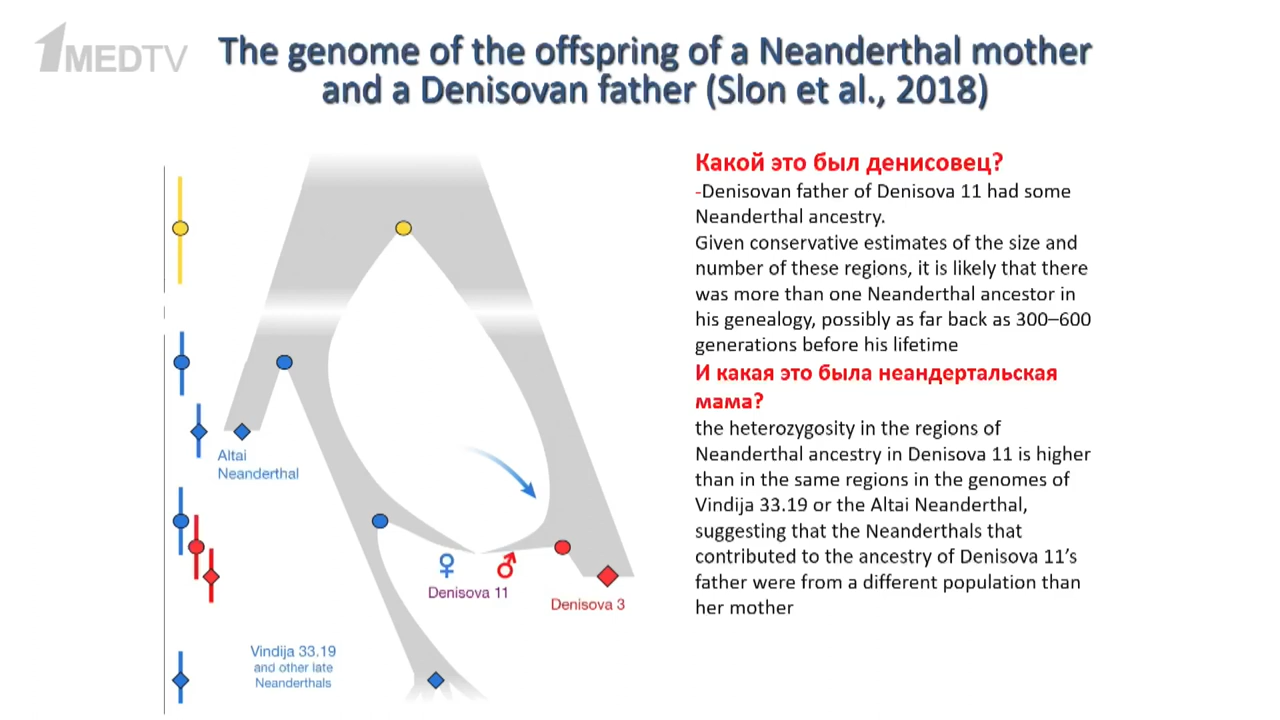 1MEDTV
The genome of the offspring of a Neanderthal mother
and a Denisovan father (Slon et al., 2018)
Какой это был денисовец?
-Denisovan father of Denisova 11 had some
Neanderthal ancestry.
Given conservative estimates of the size and
number of these regions, it is likely that there
was more than one Neanderthal ancestor in
his genealogy, possibly as far back as 300–600
generations before his lifetime
И какая это была неандертальская
мама?
the heterozygosity in the regions of
Neanderthal ancestry in Denisova 11 is higher
than in the same regions in the genomes of
Vindija 33.19 or the Altai Neanderthal,
suggesting that the Neanderthals that
contributed to the ancestry of Denisova 11’s
father were from a different population than
her mother
Altai
Neanderthal
♀ ♂
Denisova 11
Denisova 3
Vindija 33.19
and other late
Neanderthals